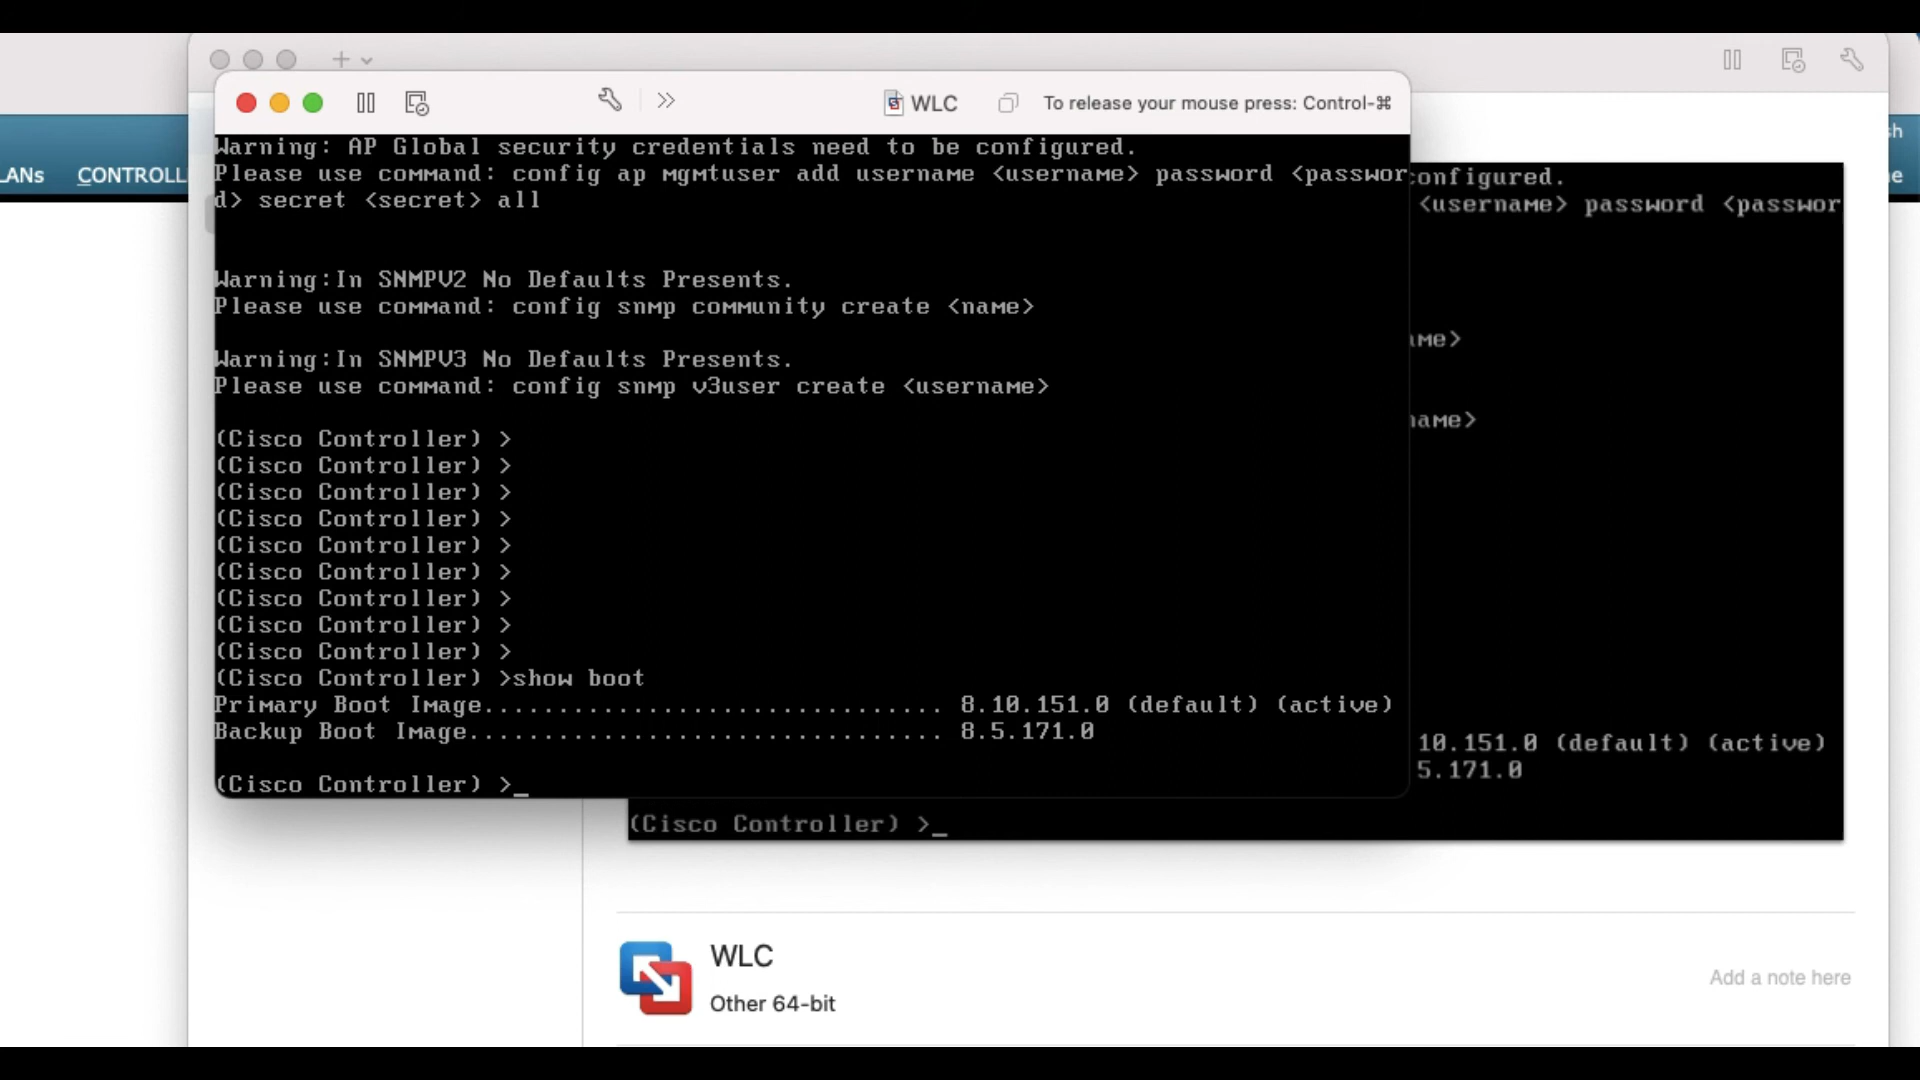 WLC
To release your mouse press: Control-⌘
LANs
CONTROLL
Warning: AP Global security credentials need to be configured.
Please use command: config ap mgmtuser add username <username> password <passwor
d> secret <secret> all
Warning:In SNMPV2 No Defaults Presents.
Please use command: config snmp community create <name>
Warning:In SNMPV3 No Defaults Presents.
Please use command: config snmp v3user create <username>
(Cisco Controller) >
(Cisco Controller) >
(Cisco Controller) >
(Cisco Controller) >
(Cisco Controller) >
(Cisco Controller) >
(Cisco Controller) >
(Cisco Controller) >
(Cisco Controller) >
(Cisco Controller) >show boot
Primary Boot Image............................... 8.10.151.0 (default) (active)
Backup Boot Image................................ 8.5.171.0
(Cisco Controller) >_
configured.
<username> password <passwor
ame>
name>
10.151.0 (default) (active)
5.171.0
(Cisco Controller) >_
WLC
Other 64-bit
Add a note here